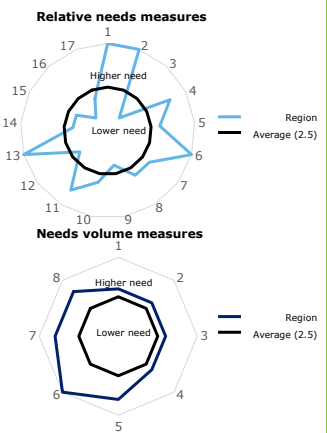 Relative needs measures
1
17 2
16 3
Higher need
15 4
Region
14 5
Lower need
Average (2.5)
13 6
12 7
11 8
10 9
Needs volume measures
1
8 2
Higher need
Region
7 Lower need 3
Average (2.5)
6 4
5